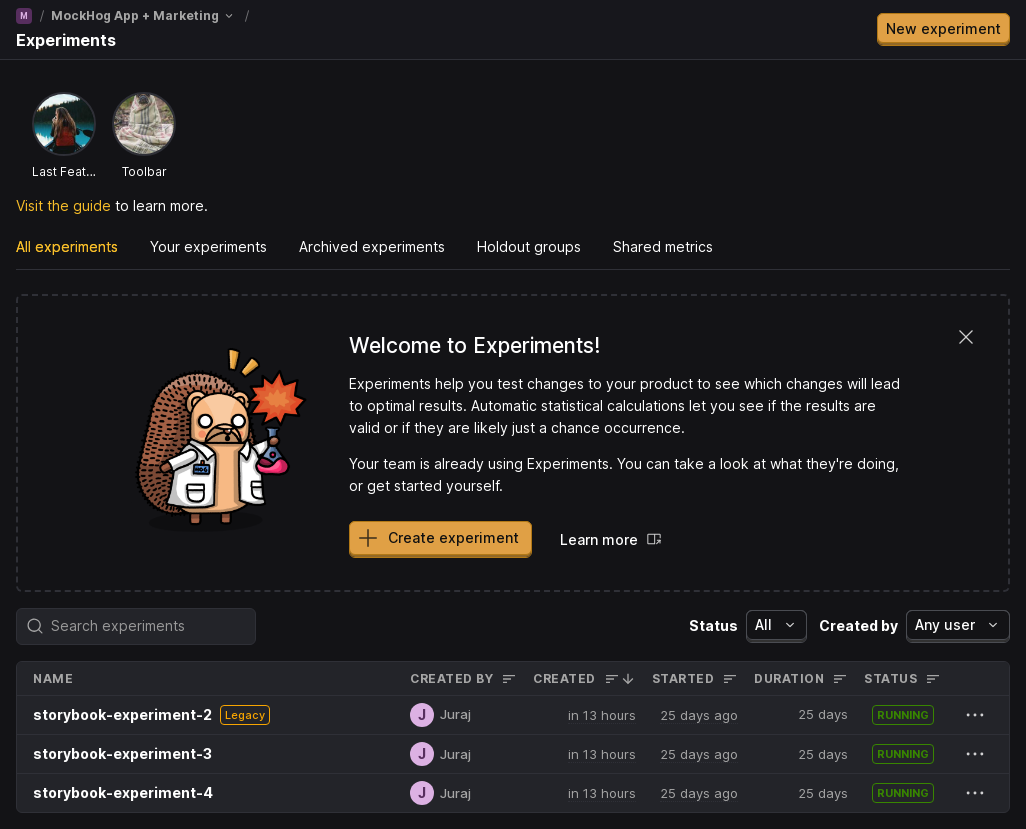 M / MockHog App + Marketing /
Experiments
New experiment
Last Feat...
Toolbar
Visit the guide to learn more.
All experiments
Your experiments
Archived experiments
Holdout groups
Shared metrics
Welcome to Experiments!
Experiments help you test changes to your product to see which changes will lead
to optimal results. Automatic statistical calculations let you see if the results are
valid or if they are likely just a chance occurrence.
Your team is already using Experiments. You can take a look at what they're doing,
or get started yourself.
Create experiment
Learn more
Search experiments
Status All Created by Any user
NAME CREATED BY CREATED STARTED DURATION STATUS
storybook-experiment-2 Legacy J Juraj in 13 hours 25 days ago 25 days RUNNING
storybook-experiment-3 J Juraj in 13 hours 25 days ago 25 days RUNNING
storybook-experiment-4 J Juraj in 13 hours 25 days ago 25 days RUNNING